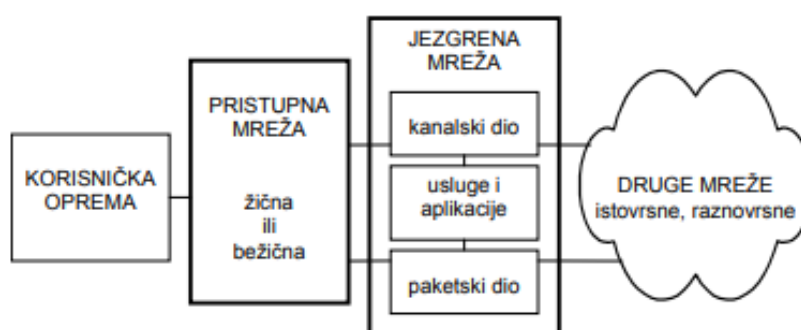 KORISNIČKA
OPREMA
PRISTUPNA
MREŽA
žična
ili
bežična
JEZGRENA
MREŽA
kanalski dio
usluge i
aplikacije
paketski dio
DRUGE MREŽE
istovrsne, raznovrsne